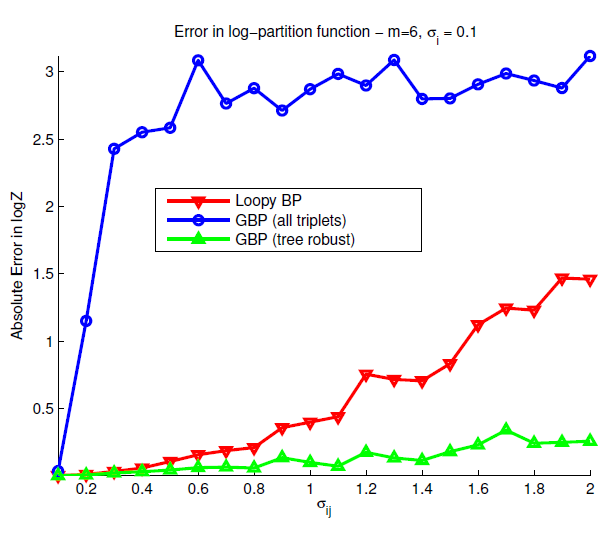 Error in log−partition function − m=6, σi = 0.1
Absolute Error in logZ
3
2.5
2
1.5
1
0.5
Loopy BP
GBP (all triplets)
GBP (tree robust)
0.2 0.4 0.6 0.8 1 1.2 1.4 1.6 1.8 2
σij